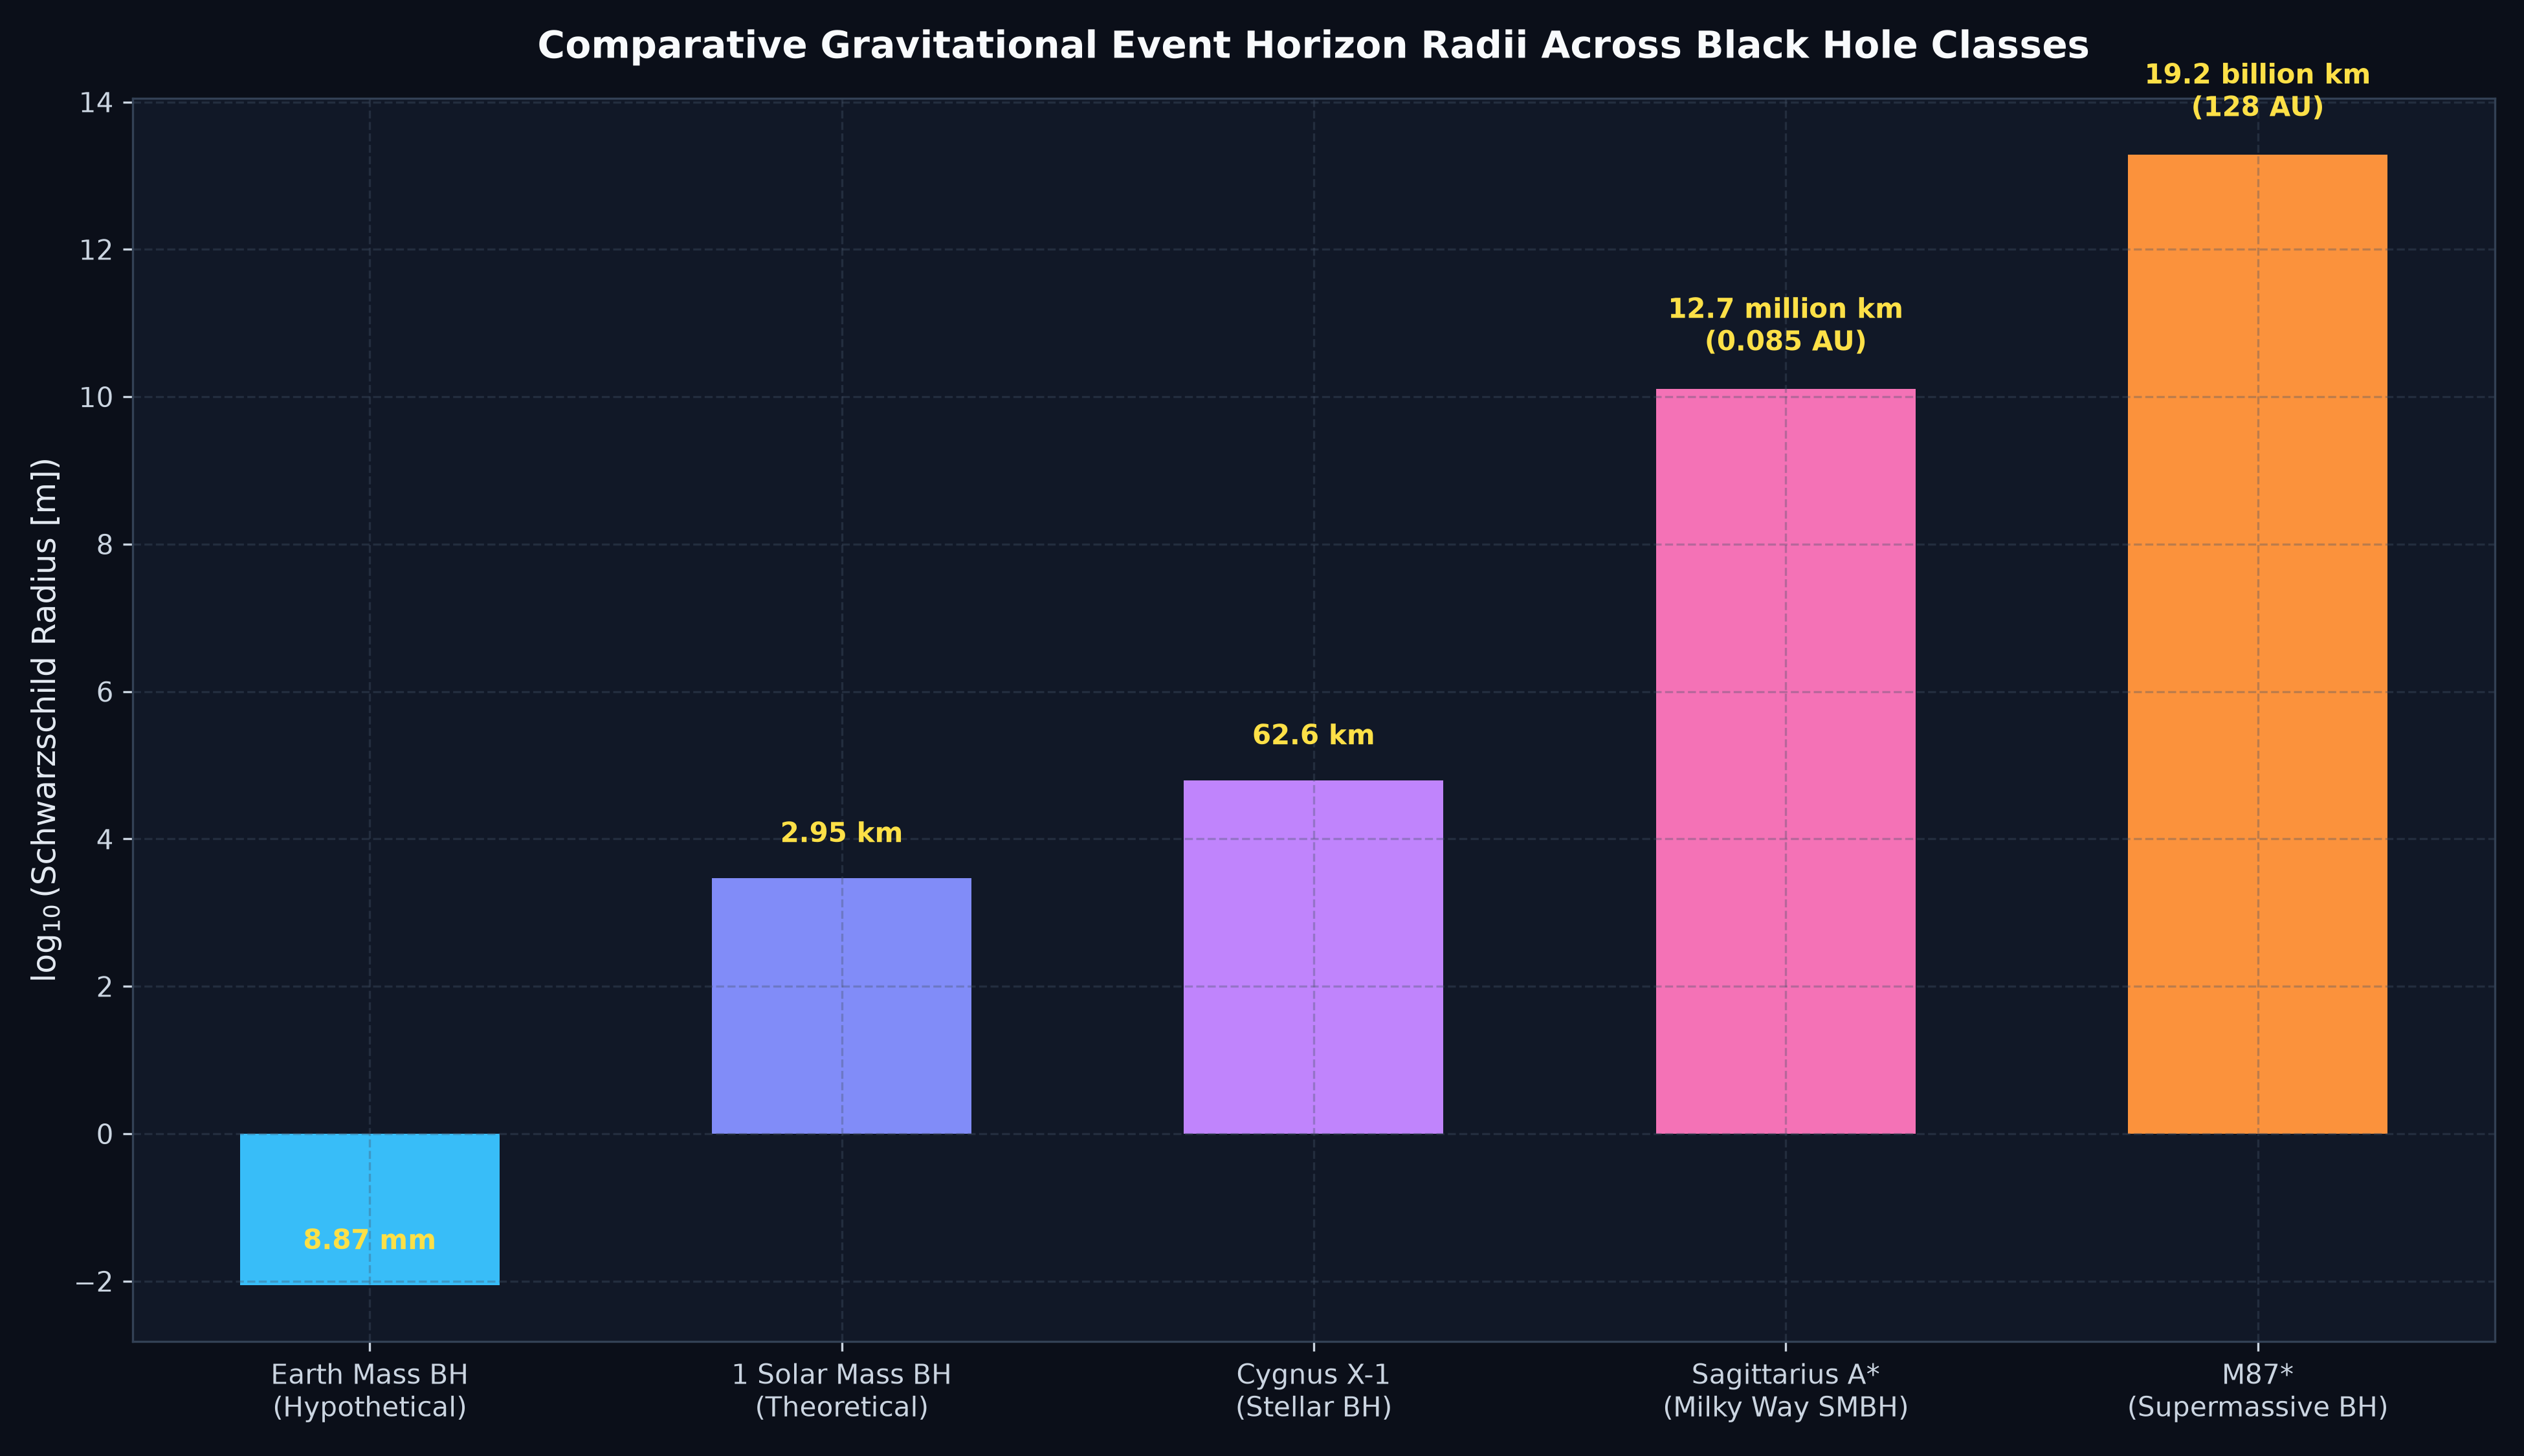 Comparative Gravitational Event Horizon Radii Across Black Hole Classes
log₁₀(Schwarzschild Radius [m])
14
12
10
8
6
4
2
0
−2
8.87 mm
2.95 km
62.6 km
12.7 million km
(0.085 AU)
19.2 billion km
(128 AU)
Earth Mass BH
(Hypothetical)
1 Solar Mass BH
(Theoretical)
Cygnus X-1
(Stellar BH)
Sagittarius A*
(Milky Way SMBH)
M87*
(Supermassive BH)